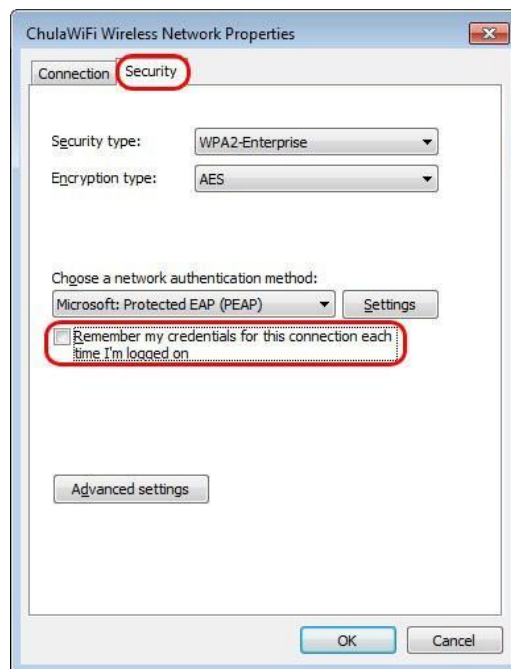 ChulaWiFi Wireless Network Properties
Connection
Security
Security type:
WPA2-Enterprise
Encryption type:
AES
Choose a network authentication method:
Microsoft: Protected EAP (PEAP)
Settings
Remember my credentials for this connection each
time I'm logged on
Advanced settings
OK
Cancel